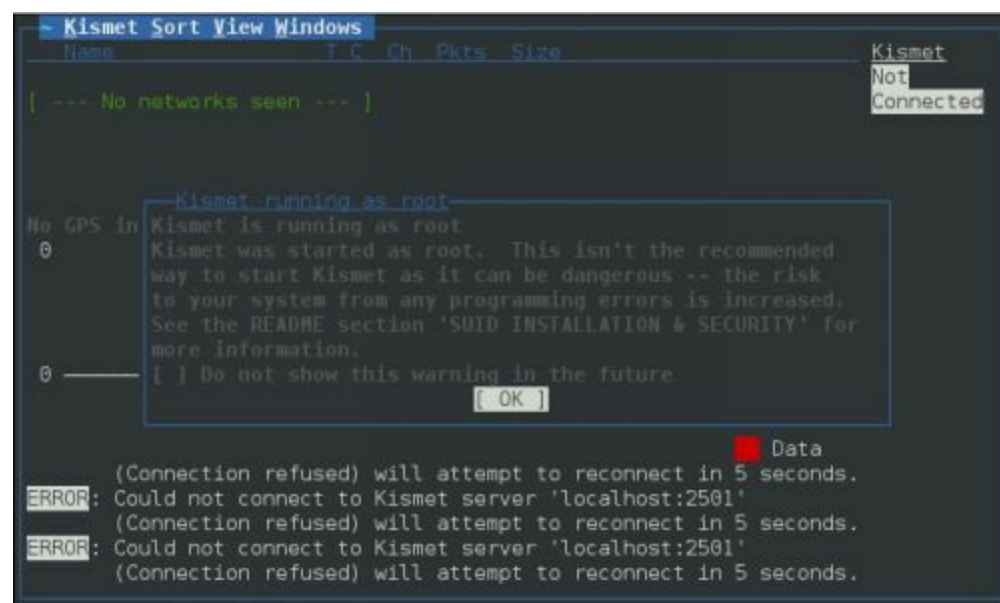 ~ Kismet Sort View Windows
Name T C Ch Pkts Size
Kismet
Not
Connected
[ --- No networks seen --- ]
Kismet running as root
No GPS in
Kismet is running as root
0
Kismet was started as root. This isn't the recommended
way to start Kismet as it can be dangerous -- the risk
to your system from any programming errors is increased.
See the README section 'SUID INSTALLATION & SECURITY' for
more information.
0
[ ] Do not show this warning in the future
[ OK ]
Data
(Connection refused) will attempt to reconnect in 5 seconds.
ERROR: Could not connect to Kismet server 'localhost:2501'
(Connection refused) will attempt to reconnect in 5 seconds.
ERROR: Could not connect to Kismet server 'localhost:2501'
(Connection refused) will attempt to reconnect in 5 seconds.